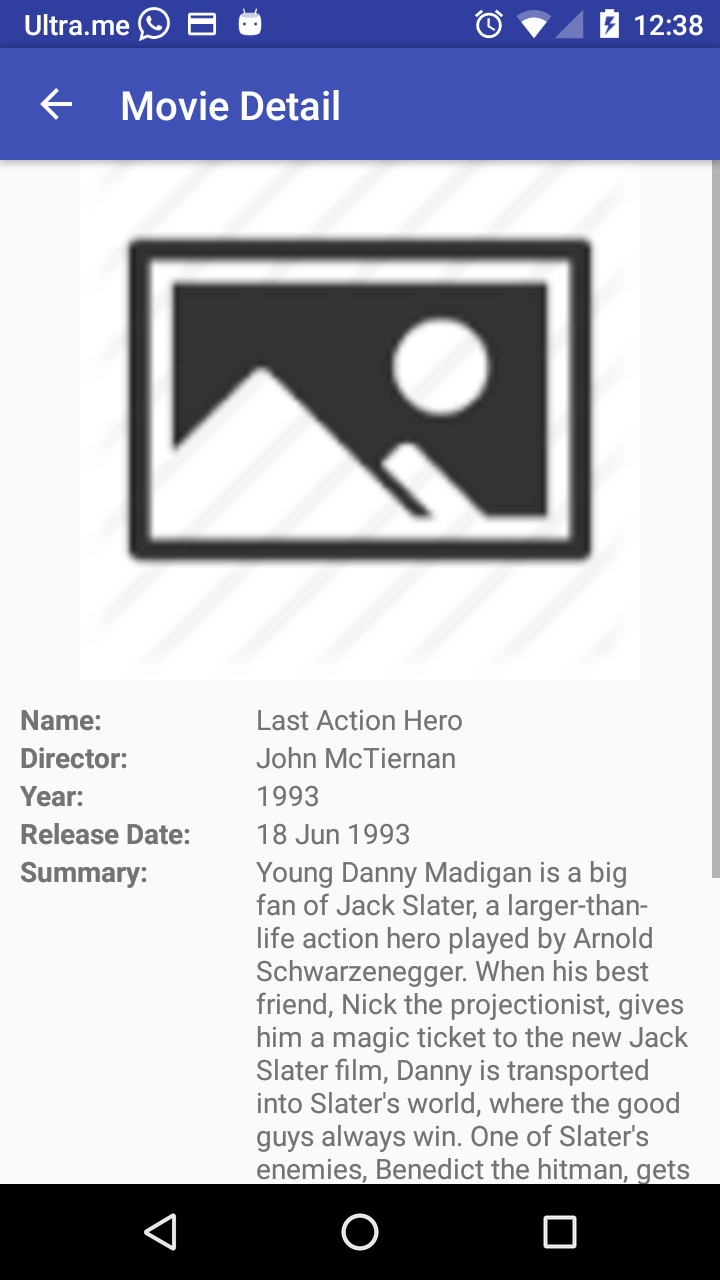 Ultra.me 12:38
Movie Detail
Name: Last Action Hero
Director: John McTiernan
Year: 1993
Release Date: 18 Jun 1993
Summary: Young Danny Madigan is a big
fan of Jack Slater, a larger-than-
life action hero played by Arnold
Schwarzenegger. When his best
friend, Nick the projectionist, gives
him a magic ticket to the new Jack
Slater film, Danny is transported
into Slater's world, where the good
guys always win. One of Slater's
enemies, Benedict the hitman, gets